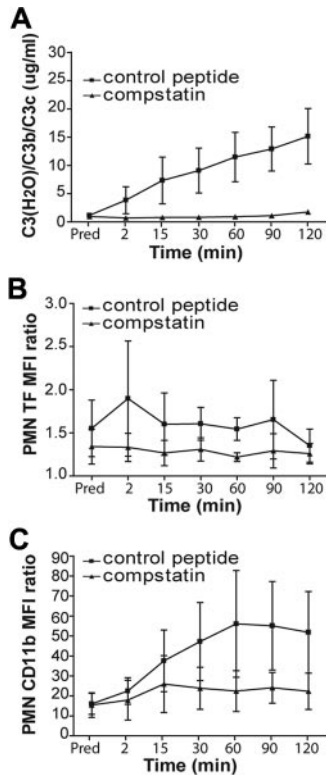 A
C3(H2O)/C3b/C3c (ug/ml)
30
25
20
15
10
5
0
control peptide
compstatin
Pred 2 15 30 60 90 120
Time (min)
B
PMN TF MFI ratio
3.0
2.5
2.0
1.5
1.0
control peptide
compstatin
Pred 2 15 30 60 90 120
Time (min)
C
PMN CD11b MFI ratio
90
80
70
60
50
40
30
20
10
0
control peptide
compstatin
Pred 2 15 30 60 90 120
Time (min)